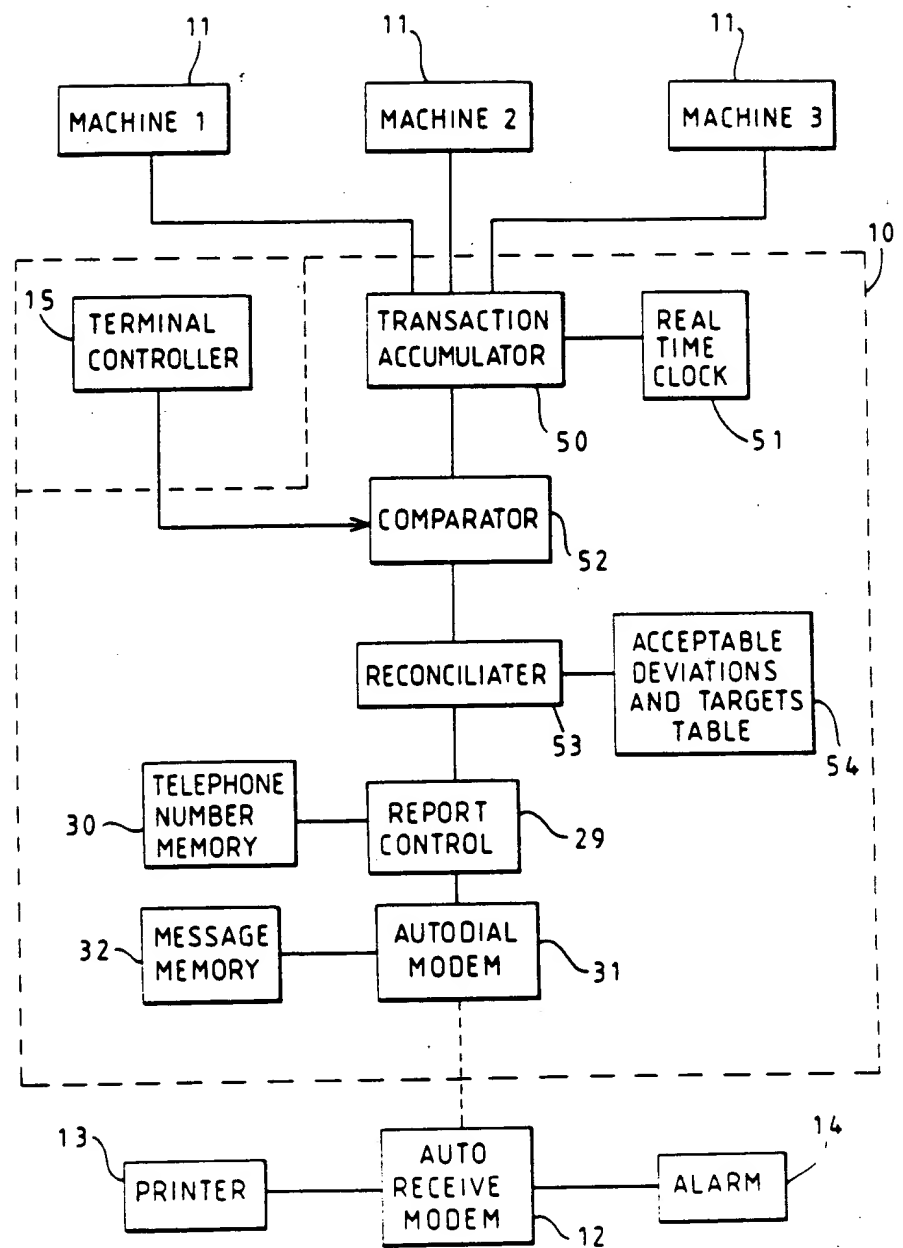 11
11
11
MACHINE 1
MACHINE 2
MACHINE 3
10
15
TERMINAL
CONTROLLER
TRANSACTION
ACCUMULATOR
REAL
TIME
CLOCK
50
51
COMPARATOR
52
RECONCILIATER
53
ACCEPTABLE
DEVIATIONS
AND TARGETS
TABLE
54
30
TELEPHONE
NUMBER
MEMORY
REPORT
CONTROL
29
32
MESSAGE
MEMORY
AUTODIAL
MODEM
31
13
PRINTER
AUTO
RECEIVE
MODEM
12
14
ALARM